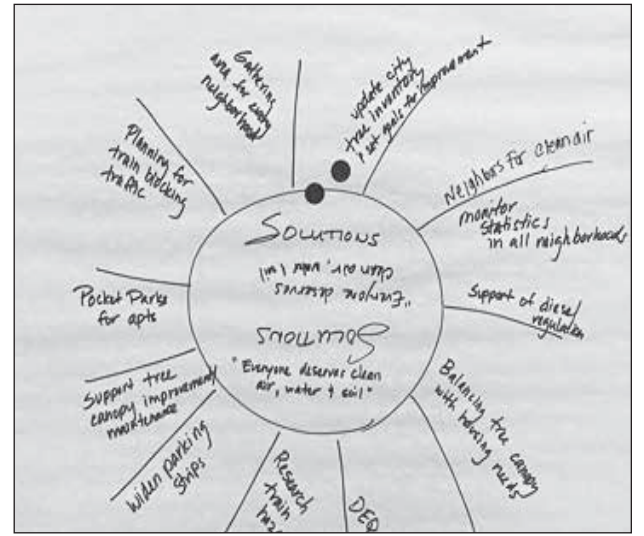 Gathering
area for every
neighborhood
update city
tree inventory
+ set goals for improvement
Neighbors for clean air
monitor
statistics
in all neighborhoods
Support of diesel
regulation
Balancing tree canopy
with housing needs
DEQ
Research
train
Widen parking
strips
Support tree
canopy improvement
maintenance
Pocket Parks
for apts
Planning for
train blocking
traffic
SOLUTIONS
"Everyone deserves
clean air, water
SOLUTIONS
"Everyone deserves clean
air, water + soil"